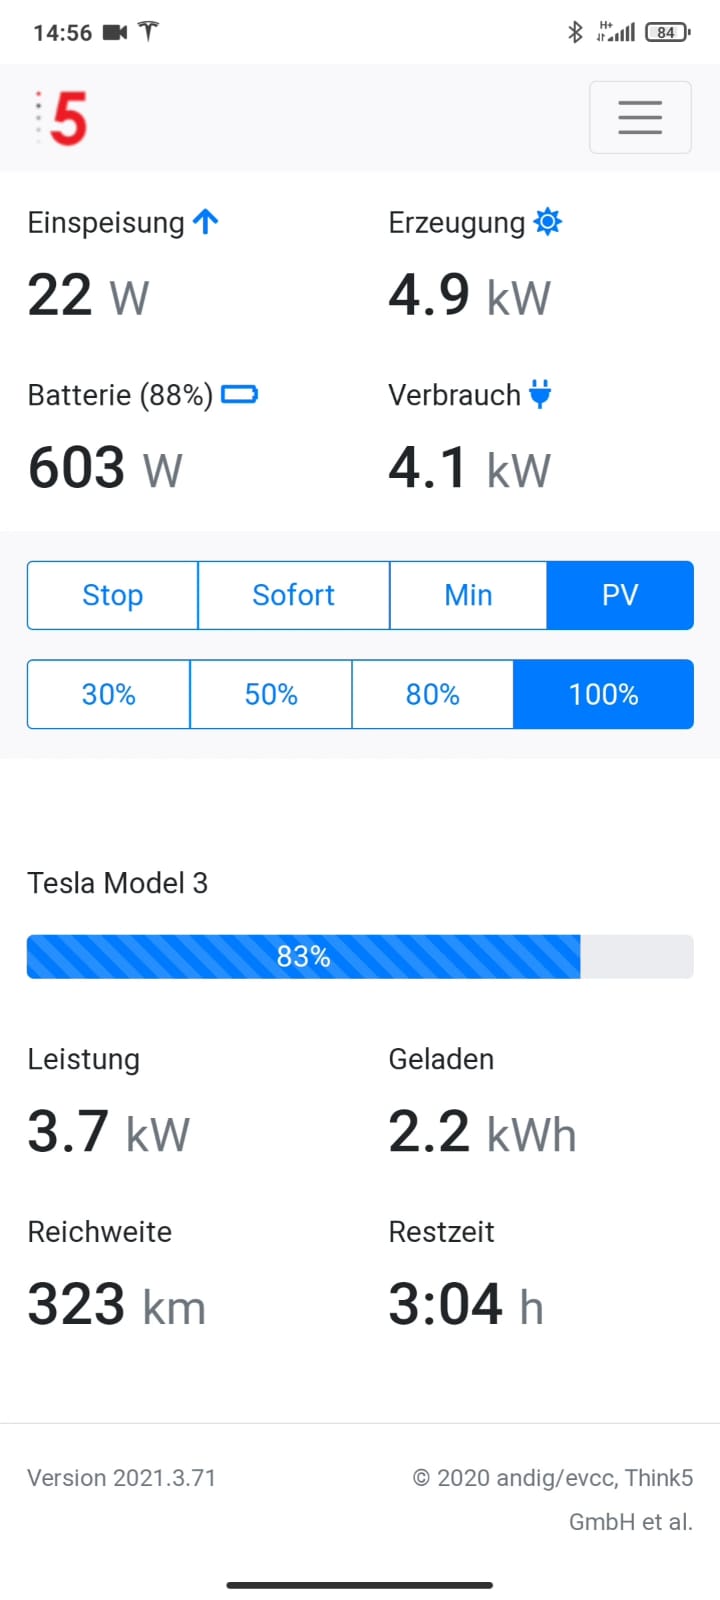 14:56 H+ 84
5
Einspeisung Erzeugung
22 W 4.9 kW
Batterie (88%) Verbrauch
603 W 4.1 kW
Stop Sofort Min PV
30% 50% 80% 100%
Tesla Model 3
83%
Leistung Geladen
3.7 kW 2.2 kWh
Reichweite Restzeit
323 km 3:04 h
Version 2021.3.71 © 2020 andig/evcc, Think5
GmbH et al.